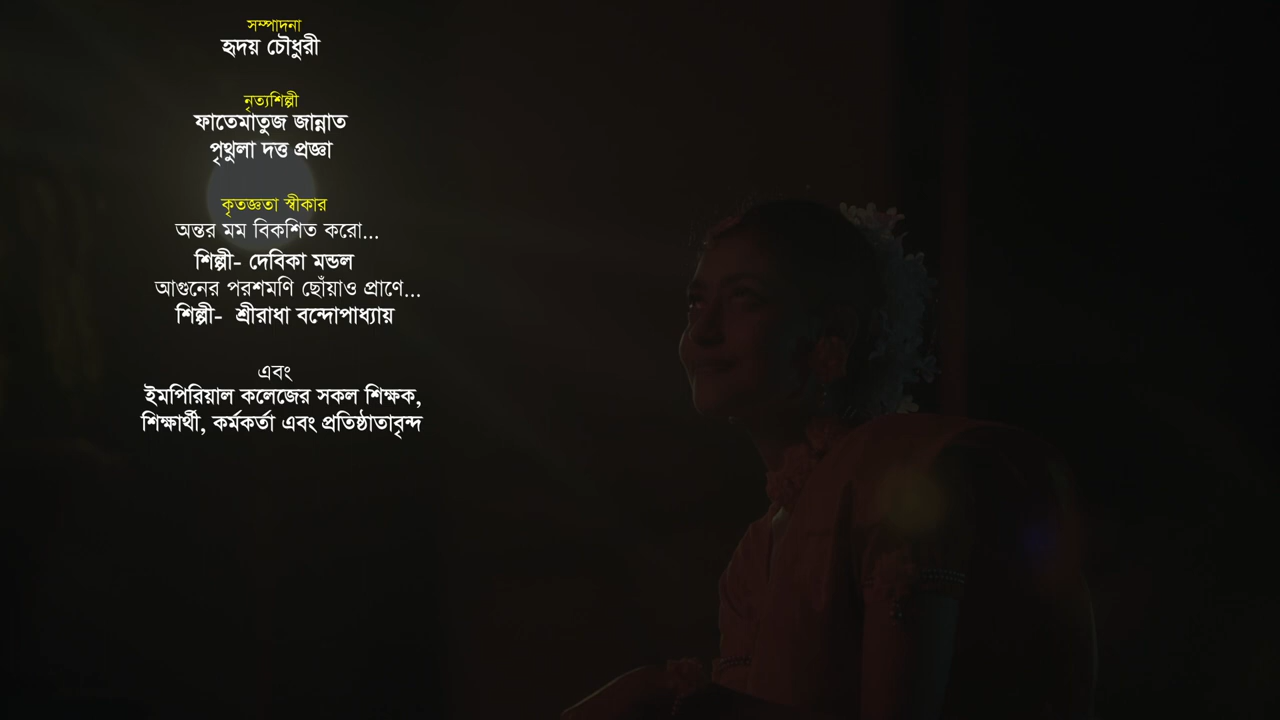 সম্পাদনা
হৃদয় চৌধুরী
নৃত্যশিল্পী
ফাতেমাতুজ জান্নাত
পৃথুলা দত্ত প্রজ্ঞা
কৃতজ্ঞতা স্বীকার
অন্তর মম বিকশিত করো...
শিল্পী- দেবিকা মন্ডল
আগুনের পরশমণি ছোঁয়াও প্রাণে...
শিল্পী- শ্রীরাধা বন্দোপাধ্যায়
এবং
ইমপিরিয়াল কলেজের সকল শিক্ষক,
শিক্ষার্থী, কর্মকর্তা এবং প্রতিষ্ঠাতাবৃন্দ